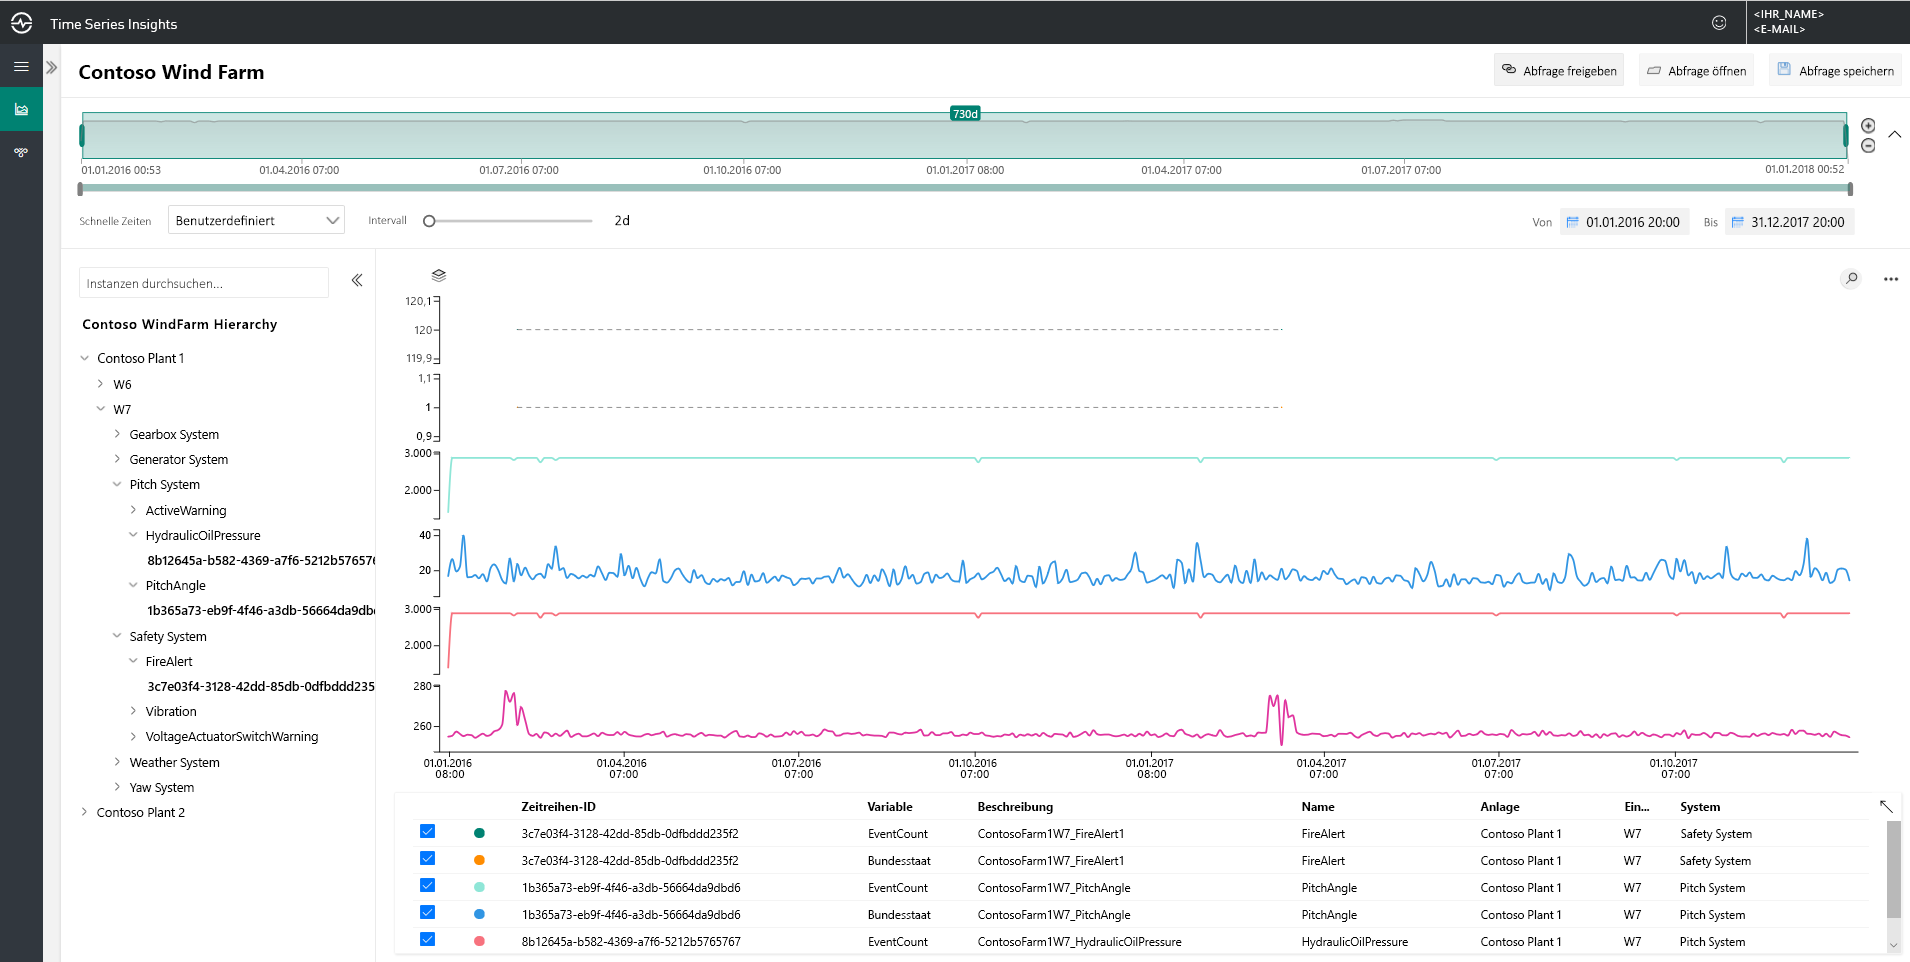 Time Series Insights
<IHR_NAME>
<E-MAIL>
Contoso Wind Farm
Abfrage freigeben
Abfrage öffnen
Abfrage speichern
730d
01.01.2016 00:53
01.04.2016 07:00
01.07.2016 07:00
01.10.2016 07:00
01.01.2017 08:00
01.04.2017 07:00
01.07.2017 07:00
01.01.2018 00:52
Schnelle Zeiten
Benutzerdefiniert
Intervall
2d
Von
01.01.2016 20:00
Bis
31.12.2017 20:00
Instanzen durchsuchen...
Contoso WindFarm Hierarchy
Contoso Plant 1
W6
W7
Gearbox System
Generator System
Pitch System
ActiveWarning
HydraulicOilPressure
8b12645a-b582-4369-a7f6-5212b576576
PitchAngle
1b365a73-eb9f-4f46-a3db-56664da9dbd
Safety System
FireAlert
3c7e03f4-3128-42dd-85db-0dfbddd235
Vibration
VoltageActuatorSwitchWarning
Weather System
Yaw System
Contoso Plant 2
120,1
120
119,9
1,1
1
0,9
3.000
2.000
40
20
3.000
2.000
280
260
01.01.2016 08:00
01.04.2016 07:00
01.07.2016 07:00
01.10.2016 07:00
01.01.2017 08:00
01.04.2017 07:00
01.07.2017 07:00
01.10.2017 07:00
Zeitreihen-ID Variable Beschreibung Name Anlage Ein... System
3c7e03f4-3128-42dd-85db-0dfbddd235f2 EventCount ContosoFarm1W7_FireAlert1 FireAlert Contoso Plant 1 W7 Safety System
3c7e03f4-3128-42dd-85db-0dfbddd235f2 Bundesstaat ContosoFarm1W7_FireAlert1 FireAlert Contoso Plant 1 W7 Safety System
1b365a73-eb9f-4f46-a3db-56664da9dbd6 EventCount ContosoFarm1W7_PitchAngle PitchAngle Contoso Plant 1 W7 Pitch System
1b365a73-eb9f-4f46-a3db-56664da9dbd6 Bundesstaat ContosoFarm1W7_PitchAngle PitchAngle Contoso Plant 1 W7 Pitch System
8b12645a-b582-4369-a7f6-5212b5765767 EventCount ContosoFarm1W7_HydraulicOilPressure HydraulicOilPressure Contoso Plant 1 W7 Pitch System